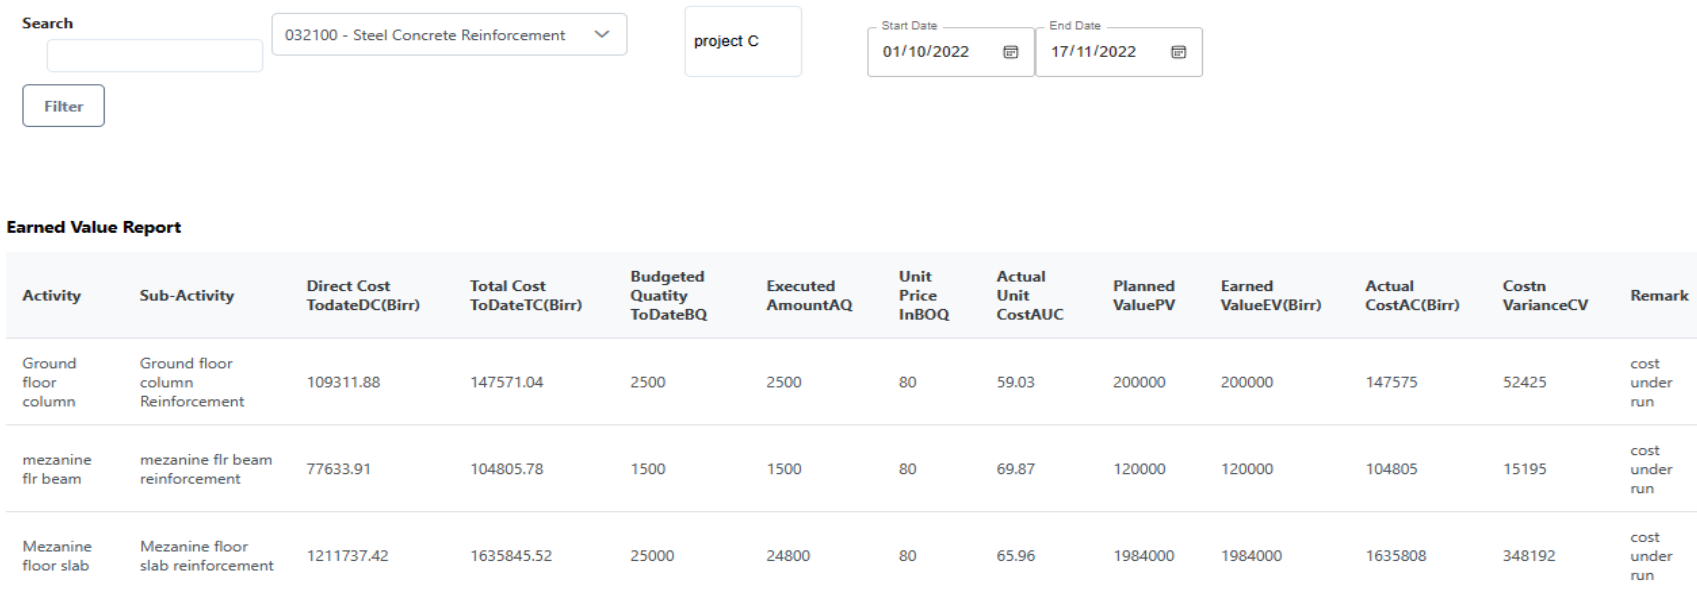 Search
032100 - Steel Concrete Reinforcement
project C
Start Date
01/10/2022
End Date
17/11/2022
Filter
Earned Value Report
Activity
Sub-Activity
Direct Cost
TodateDC(Birr)
Total Cost
ToDateTC(Birr)
Budgeted
Quatity
ToDateBQ
Executed
AmountAQ
Unit
Price
InBOQ
Actual
Unit
CostAUC
Planned
ValuePV
Earned
ValueEV(Birr)
Actual
CostAC(Birr)
Costn
VarianceCV
Remark
Ground
floor
column
Ground floor
column
Reinforcement
109311.88
147571.04
2500
2500
80
59.03
200000
200000
147575
52425
cost
under
run
mezanine
flr beam
mezanine flr beam
reinforcement
77633.91
104805.78
1500
1500
80
69.87
120000
120000
104805
15195
cost
under
run
Mezanine
floor slab
Mezanine floor
slab reinforcement
1211737.42
1635845.52
25000
24800
80
65.96
1984000
1984000
1635808
348192
cost
under
run